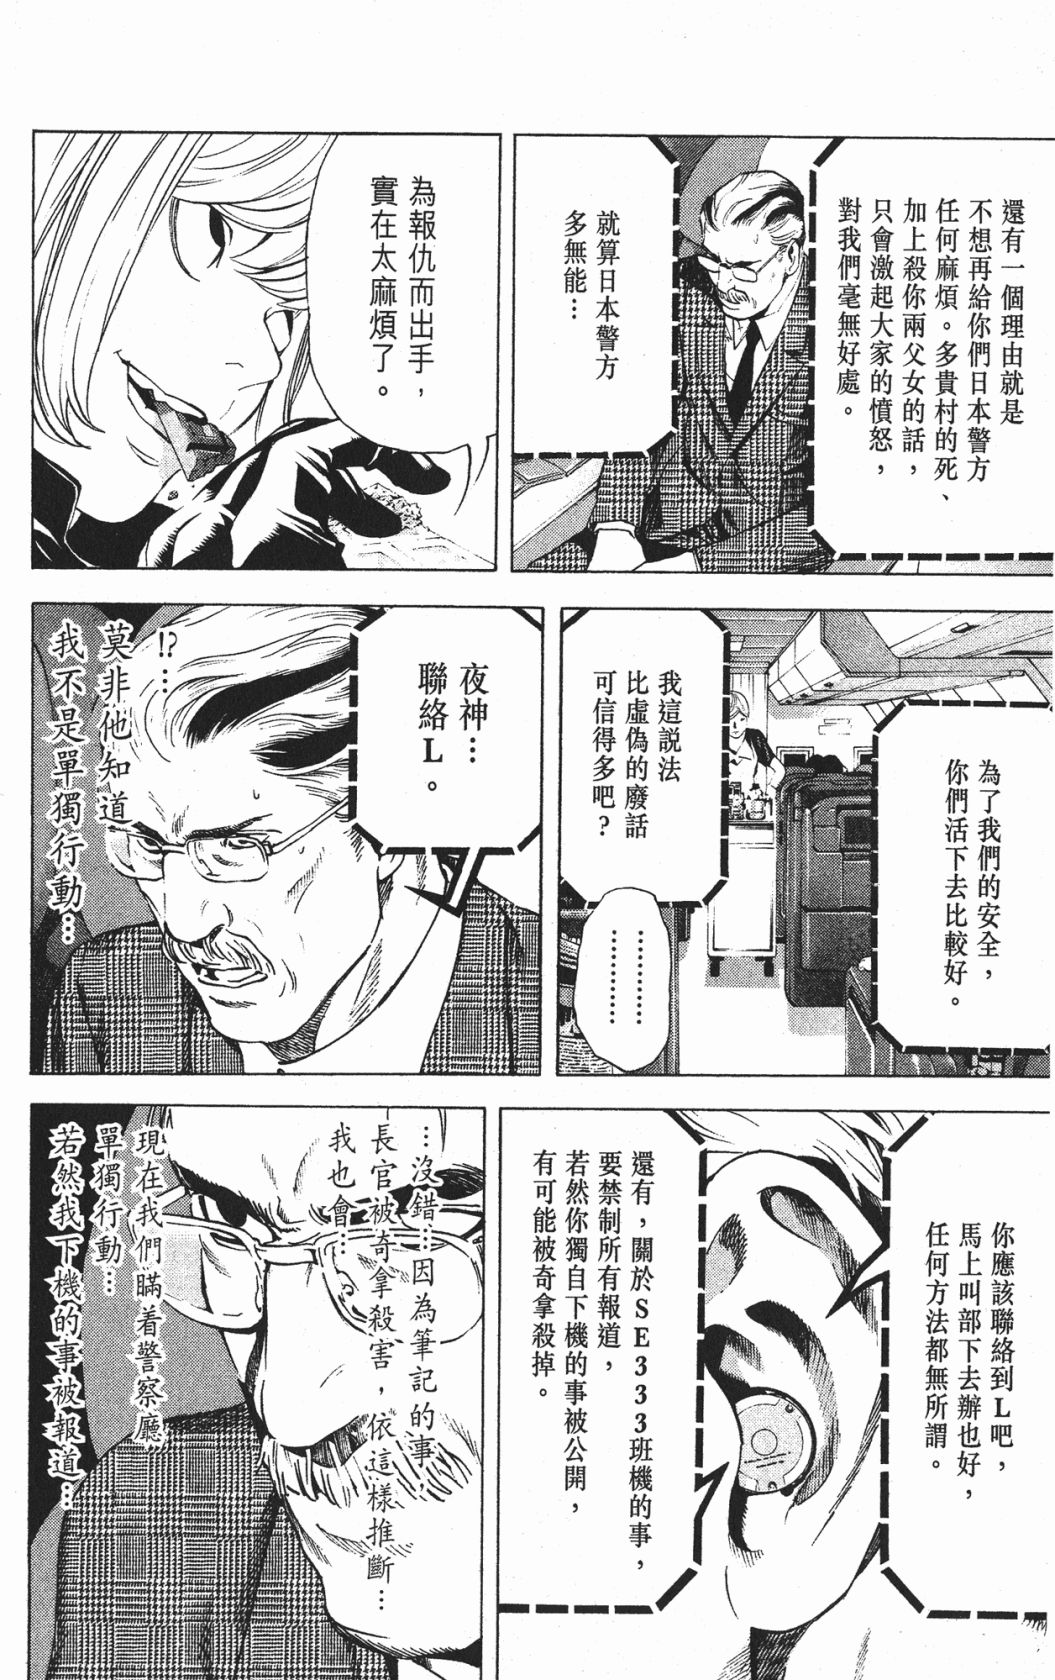 還有一個理由就是
不想再給你們日本警方
任何麻煩。多貴村的死、
加上殺你兩父女的話，
只會激起大家的憤怒，
對我們毫無好處。
就算日本警方
多無能…
為報仇而出手，
實在太麻煩了。
為了我們的安全，
你們活下去比較好。
我這説法
比虛偽的廢話
可信得多吧？
…………
…………
夜神…
聯絡L。
!?…
莫非他知道
我不是單獨行動…
你應該聯絡到L吧，
馬上叫部下去辦也好，
任何方法都無所謂。
還有，關於SE333班機的事，
要禁制所有報道，
若然你獨自下機的事被公開，
有可能被奇拿殺掉。
…沒錯…因為筆記的事…
長官被奇拿殺害，依這樣推斷…
我也會…
現在我們瞞着警察廳
單獨行動…
若然我下機的事被報道…